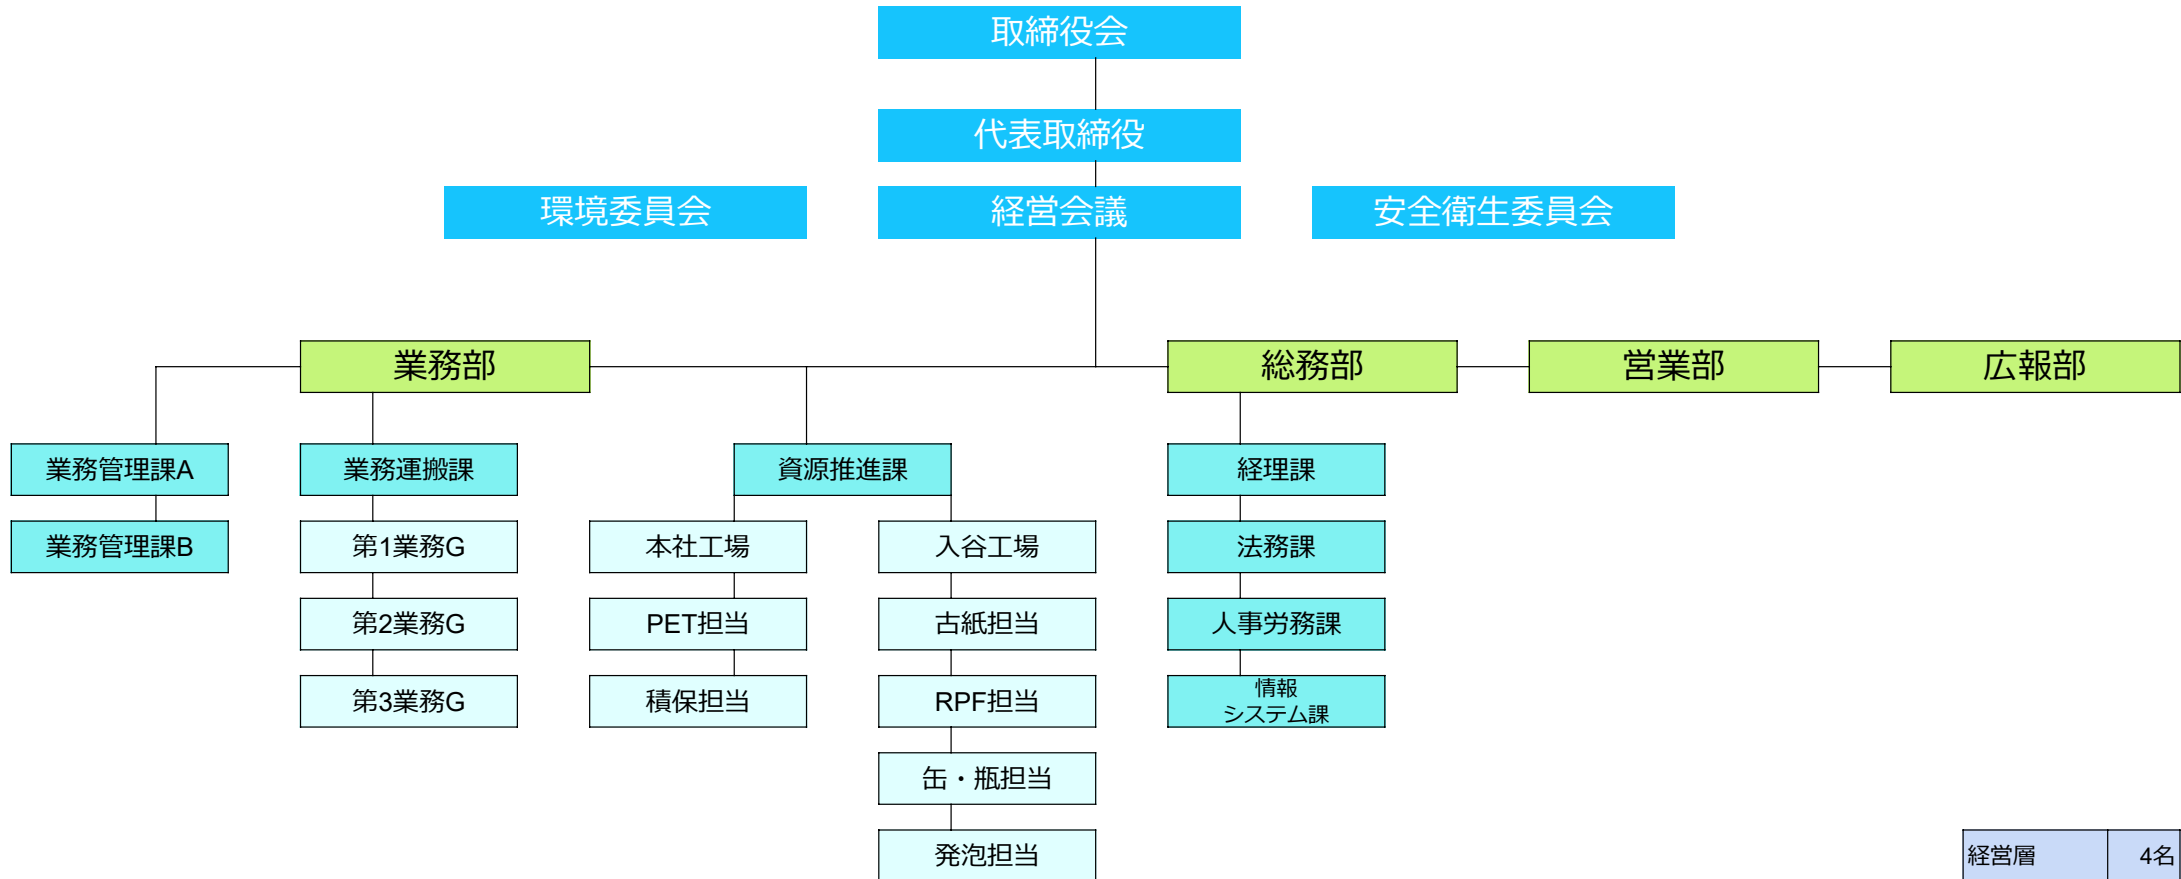 取締役会
代表取締役
環境委員会
経営会議
安全衛生委員会
業務部
総務部
営業部
広報部
業務管理課A
業務運搬課
資源推進課
経理課
業務管理課B
第1業務G
本社工場
入谷工場
法務課
第2業務G
PET担当
古紙担当
人事労務課
第3業務G
積保担当
RPF担当
情報
システム課
缶・瓶担当
発泡担当
経営層 4名